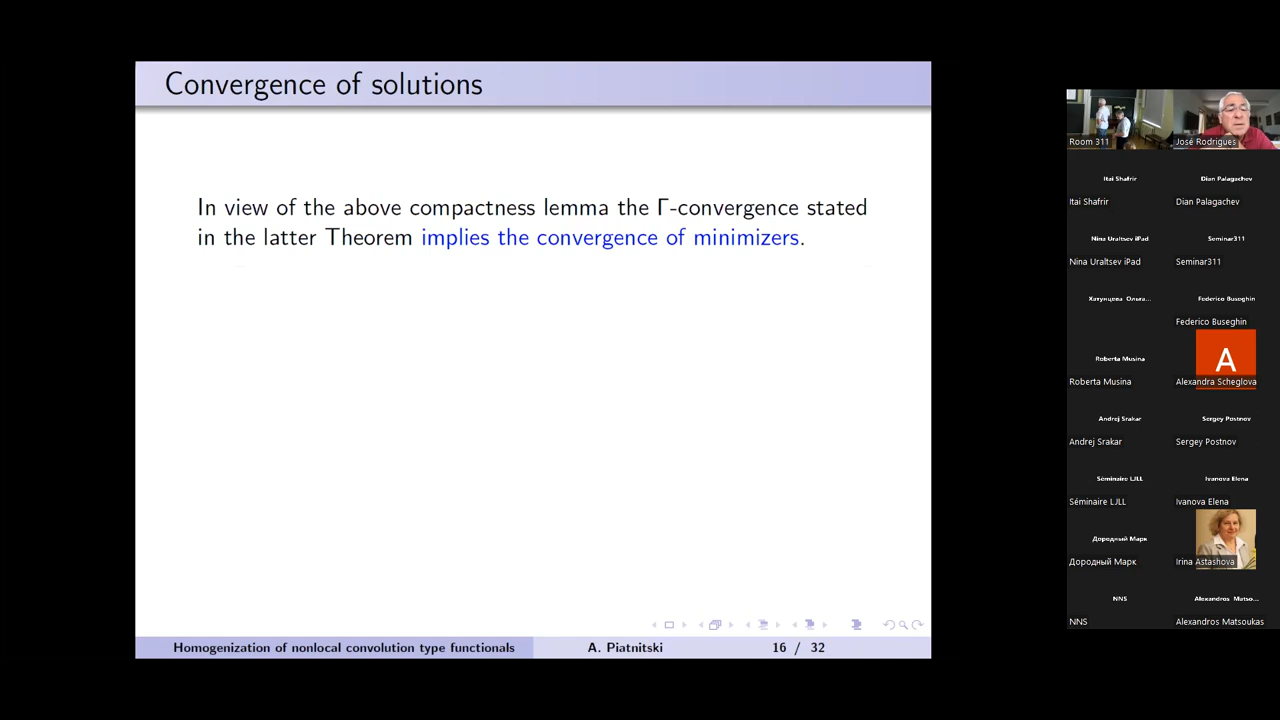 Convergence of solutions
In view of the above compactness lemma the Γ-convergence stated
in the latter Theorem implies the convergence of minimizers.
Homogenization of nonlocal convolution type functionals A. Piatnitski 16 / 32
Room 311 José Rodrigues
Itai Shafrir Dian Palagachev
Itai Shafrir Dian Palagachev
Nina Uraltsev iPad Seminar311
Nina Uraltsev iPad Seminar311
Хатунцева Ольга... Federico Buseghin
Federico Buseghin
Roberta Musina A
Roberta Musina Alexandra Scheglova
Andrej Srakar Sergey Postnov
Andrej Srakar Sergey Postnov
Séminaire LJLL Ivanova Elena
Séminaire LJLL Ivanova Elena
Дородный Марк
Дородный Марк Irina Astashova
NNS Alexandros Matso...
NNS Alexandros Matsoukas